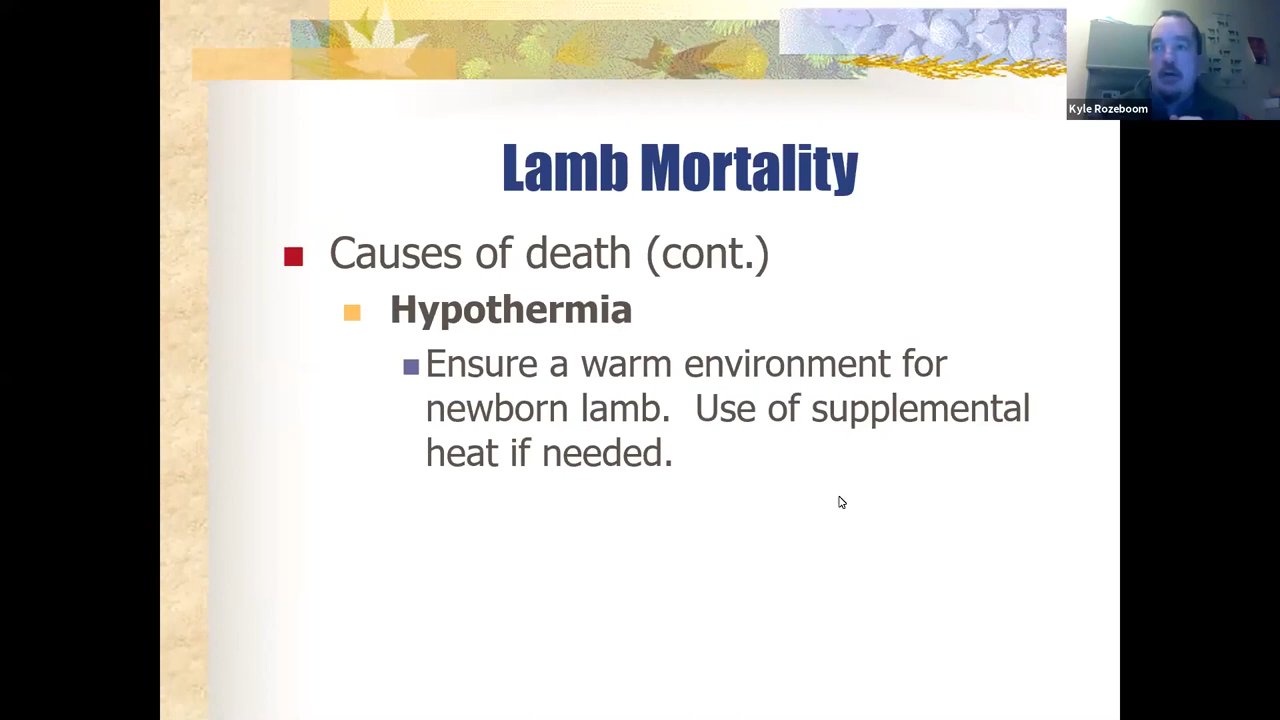 Kyle Rozeboom
Lamb Mortality
Causes of death (cont.)
Hypothermia
Ensure a warm environment for
newborn lamb.  Use of supplemental
heat if needed.